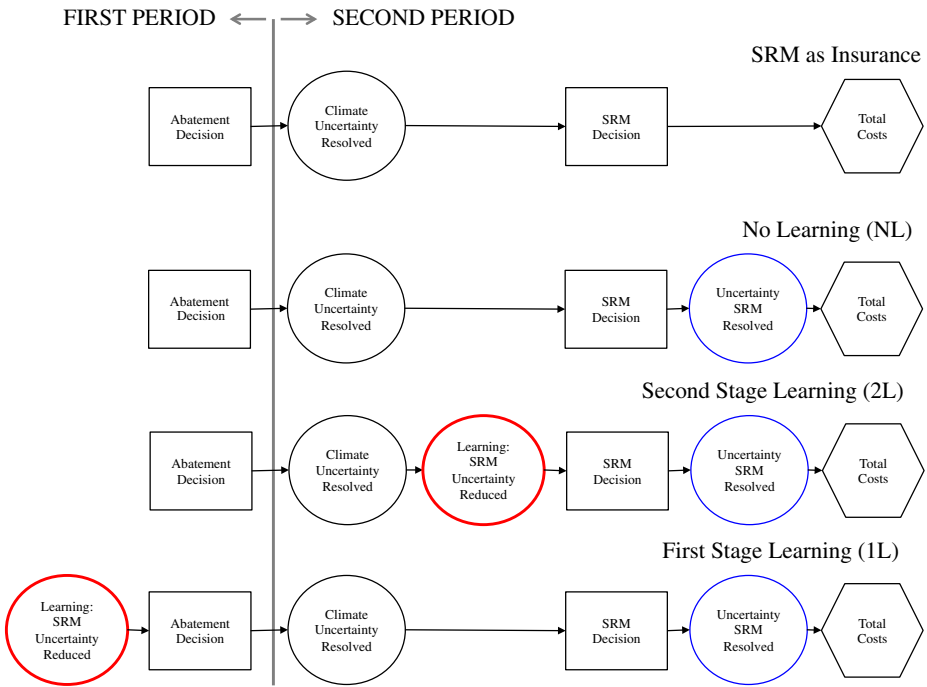 FIRST PERIOD
SECOND PERIOD
SRM as Insurance
Abatement
Decision
Climate
Uncertainty
Resolved
SRM
Decision
Total
Costs
No Learning (NL)
Abatement
Decision
Climate
Uncertainty
Resolved
SRM
Decision
Uncertainty
SRM
Resolved
Total
Costs
Second Stage Learning (2L)
Abatement
Decision
Climate
Uncertainty
Resolved
Learning:
SRM
Uncertainty
Reduced
SRM
Decision
Uncertainty
SRM
Resolved
Total
Costs
First Stage Learning (1L)
Learning:
SRM
Uncertainty
Reduced
Abatement
Decision
Climate
Uncertainty
Resolved
SRM
Decision
Uncertainty
SRM
Resolved
Total
Costs